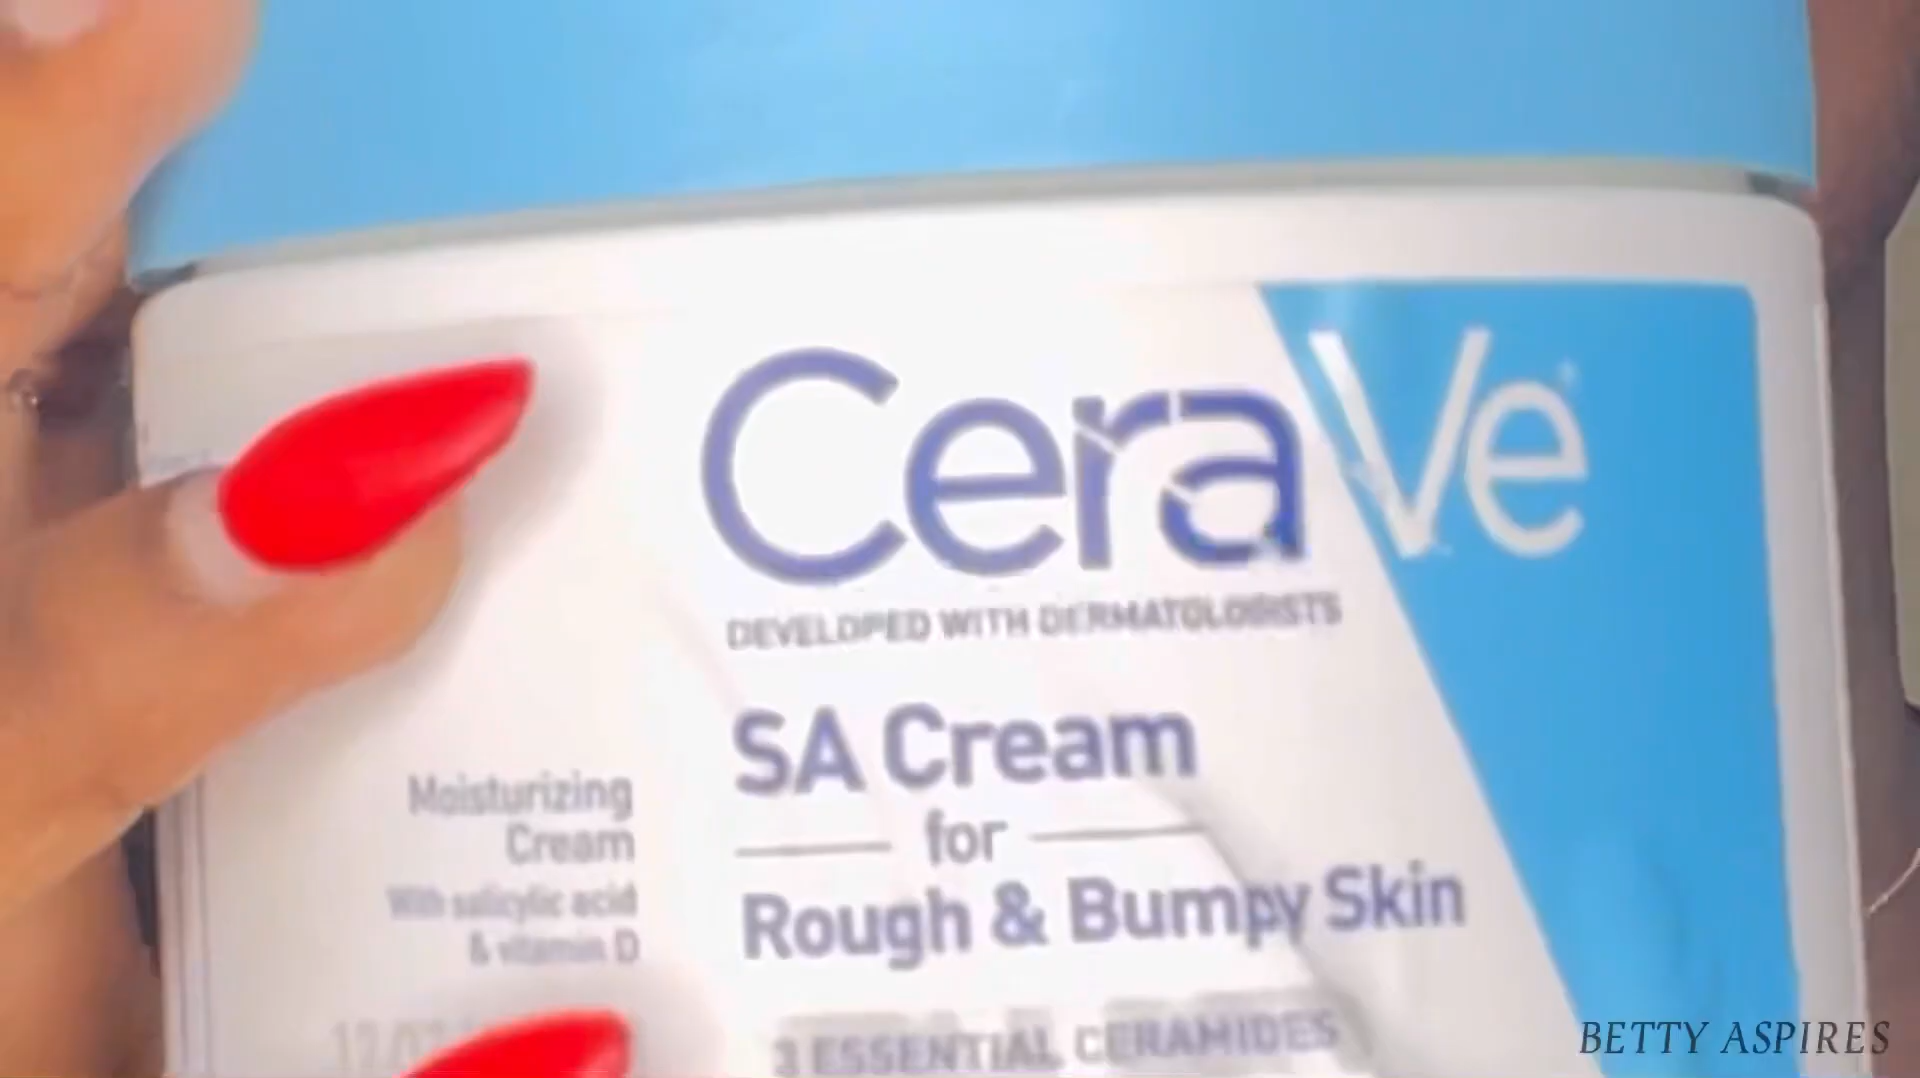 CeraVe
DEVELOPED WITH DERMATOLOGISTS
SA Cream
for
Rough & Bumpy Skin
Moisturizing
Cream
With salicylic acid
& vitamin D
3 ESSENTIAL CERAMIDES
BETTY ASPIRES